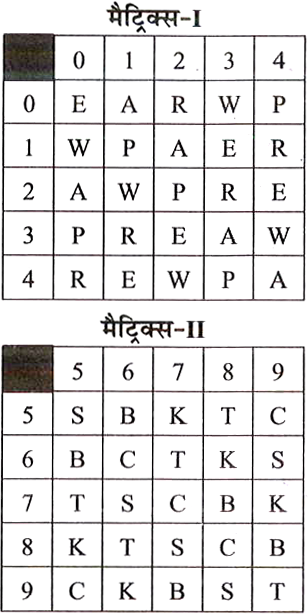 मैट्रिक्स-I
0 1 2 3 4
0 E A R W P
1 W P A E R
2 A W P R E
3 P R E A W
4 R E W P A
मैट्रिक्स-II
5 6 7 8 9
5 S B K T C
6 B C T K S
7 T S C B K
8 K T S C B
9 C K B S T